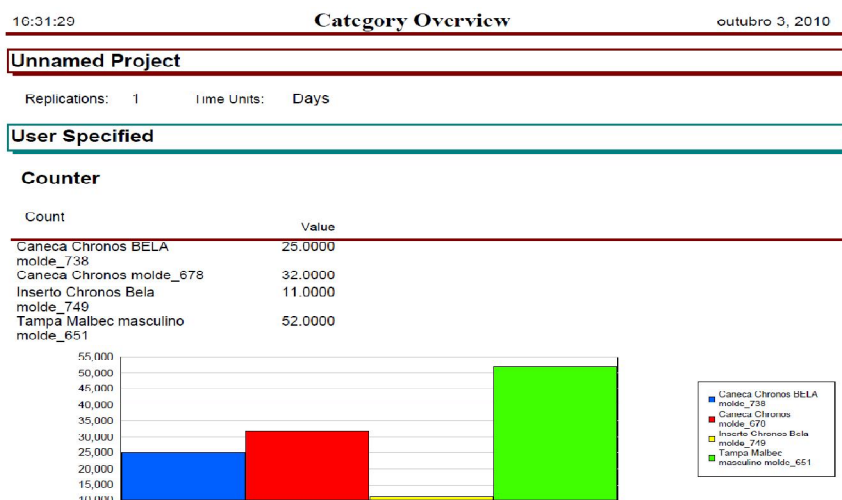 16:31:29 Category Overview outubro 3, 2010
Unnamed Project
Replications: 1 Time Units: Days
User Specified
Counter
Count Value
Caneca Chronos BELA 25.0000
molde_738
Caneca Chronos molde_678 32.0000
Inserto Chronos Bela 11.0000
molde_749
Tampa Malbec masculino 52.0000
molde_651
55,000
50,000
45,000
40,000
35,000
30,000
25,000
20,000
15,000
10,000
Caneca Chronos BELA
molde_738
Caneca Chronos
molde_678
Inserto Chronos Bela
molde_749
Tampa Malbec
masculino molde_651